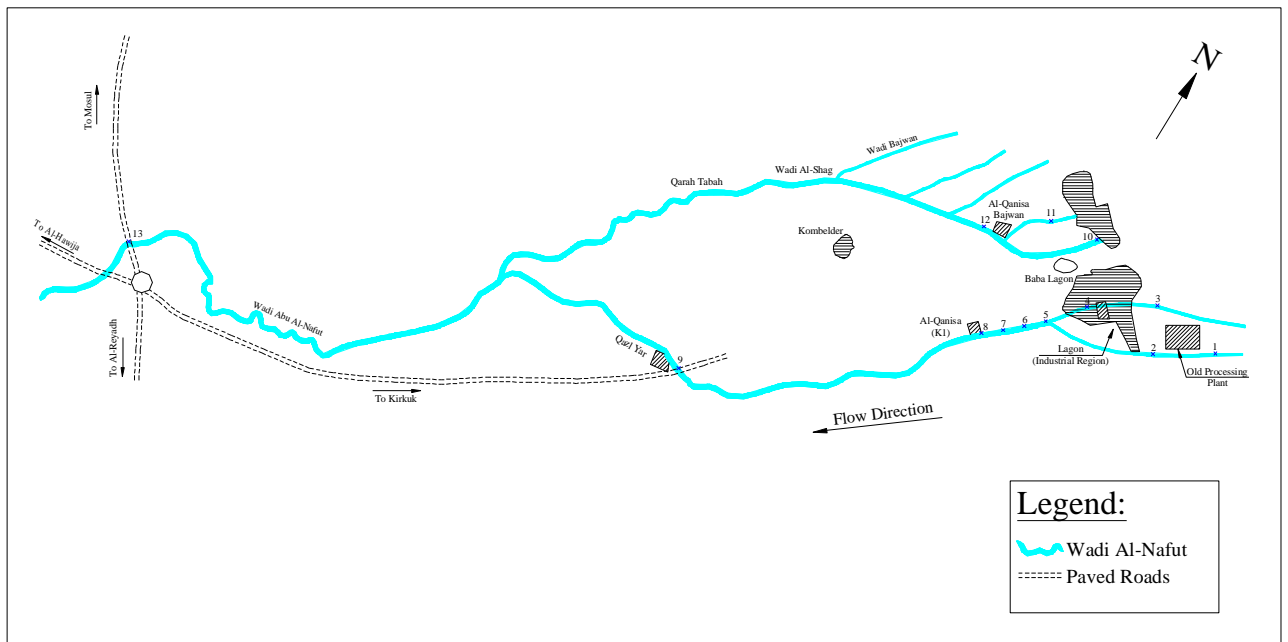 N
To Mosul
Wadi Bajwan
Wadi Al-Shag
Qarah Tabah
Al-Qanisa
Bajwan
11
12
10
13
To Al-Hawija
Kombelder
Baba Lagon
Wadi Abu Al-Nafut
To Al-Reyadh
Qazl Yar
9
Al-Qanisa
(K1)
8
7
6
5
4
3
2
1
Lagon
(Industrial Region)
Old Processing
Plant
To Kirkuk
Flow Direction
Legend:
Wadi Al-Nafut
Paved Roads